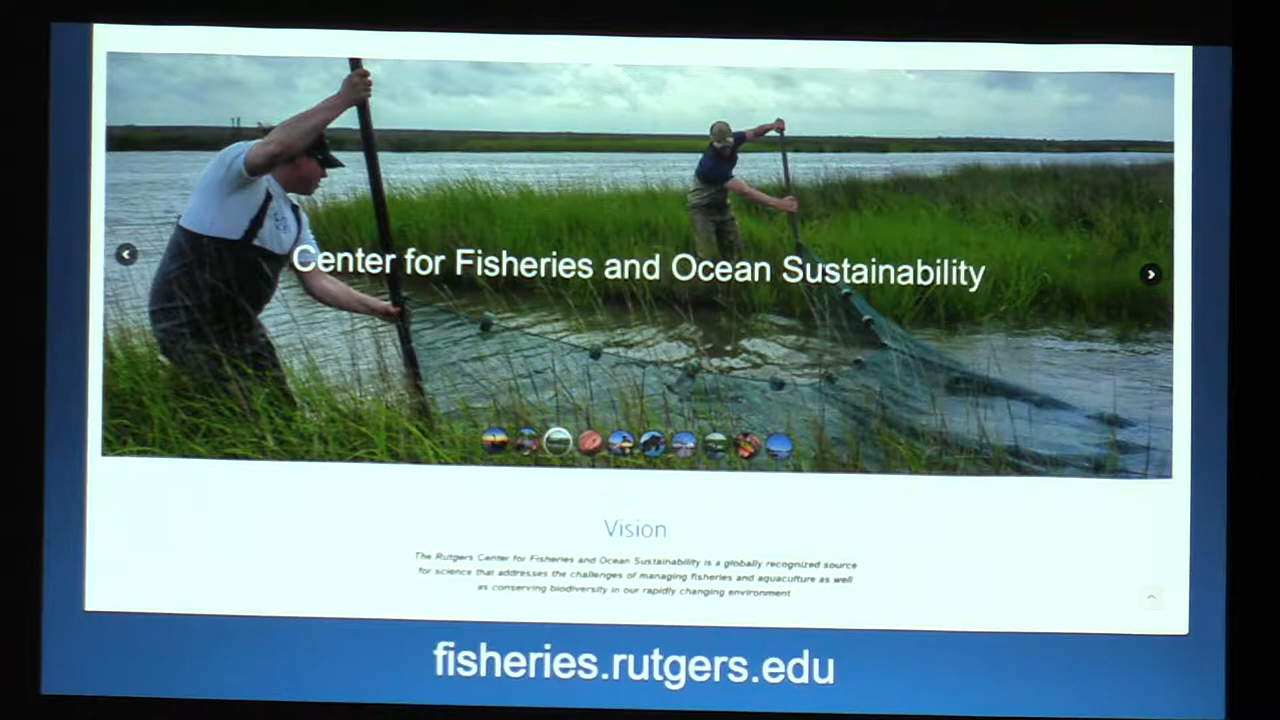 Center for Fisheries and Ocean Sustainability
Vision
The Rutgers Center for Fisheries and Ocean Sustainability is a globally recognized source
for science that addresses the challenges of managing fisheries and aquaculture as well
as conserving biodiversity in our rapidly changing environment
fisheries.rutgers.edu